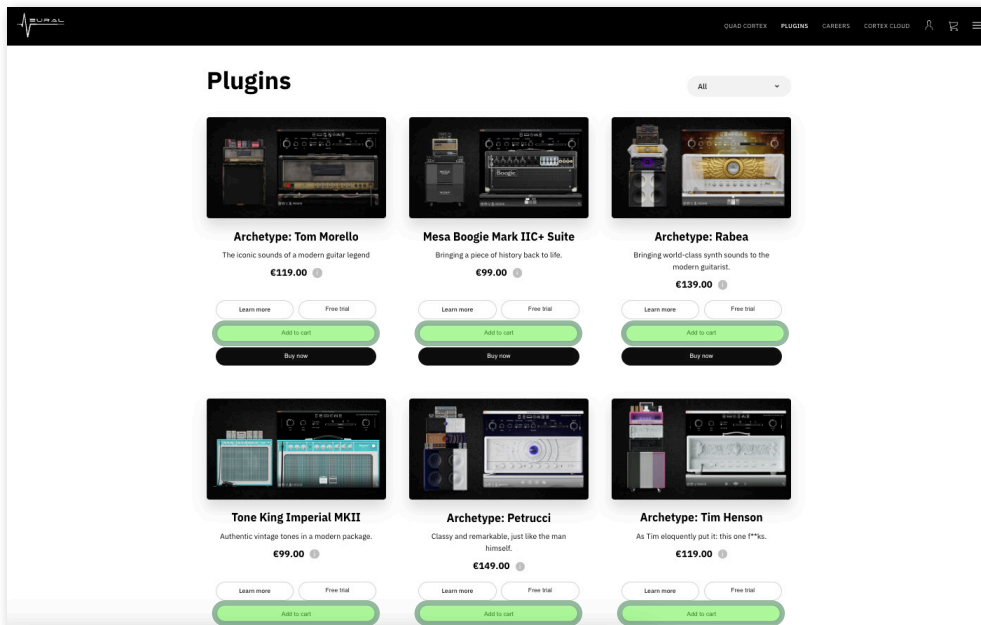 NEURAL
QUAD CORTEX
PLUGINS
CAREERS
CORTEX CLOUD
Plugins
All
Archetype: Tom Morello
The iconic sounds of a modern guitar legend
€119.00
Learn more
Free trial
Add to cart
Buy now
Boogie
Mesa Boogie Mark IIC+ Suite
Bringing a piece of history back to life.
€99.00
Learn more
Free trial
Add to cart
Buy now
Archetype: Rabea
Bringing world-class synth sounds to the
modern guitarist.
€139.00
Learn more
Free trial
Add to cart
Buy now
Tone King Imperial MKII
Authentic vintage tones in a modern package.
€99.00
Learn more
Free trial
Add to cart
Archetype: Petrucci
Classy and remarkable, just like the man
himself.
€149.00
Learn more
Free trial
Add to cart
Archetype: Tim Henson
As Tim eloquently put it: this one f**ks.
€119.00
Learn more
Free trial
Add to cart